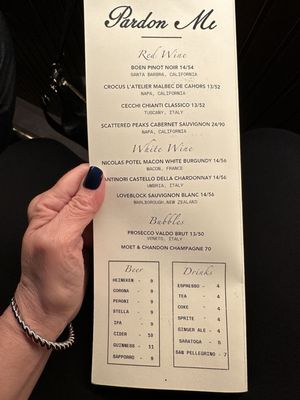 Pardon Me
Red Wine
BOEN PINOT NOIR 14/54
SANTA BARBRA, CALIFORNIA
CROCUS L'ATELIER MALBEC DE CAHORS 13/52
NAPA, CALIFORNIA
CECCHI CHIANTI CLASSICO 13/52
TUSCANY, ITALY
SCATTERED PEAKS CABERNET SAUVIGNON 24/90
NAPA, CALIFORNIA
White Wine
NICOLAS POTEL MACON WHITE BURGUNDY 14/56
MACON, FRANCE
ANTINORI CASTELLO DELLA CHARDONNAY 14/56
UMBRIA, ITALY
LOVEBLOCK SAUVIGNON BLANC 14/56
MARLBOROUGH, NEW ZEALAND
Bubbles
PROSECCO VALDO BRUT 13/50
VENETO, ITALY
MOET & CHANDON CHAMPAGNE 70
Beer
HEINEKEN - 9
CORONA - 9
PERONI - 9
STELLA - 9
IPA - 9
CIDER - 10
GUINNESS - 11
SAPPORRO - 9
Drinks
ESPRESSO - 4
TEA - 4
COKE - 4
SPRITE - 4
GINGER ALE - 4
SARATOGA - 5
SAN PELLEGRINO - 7